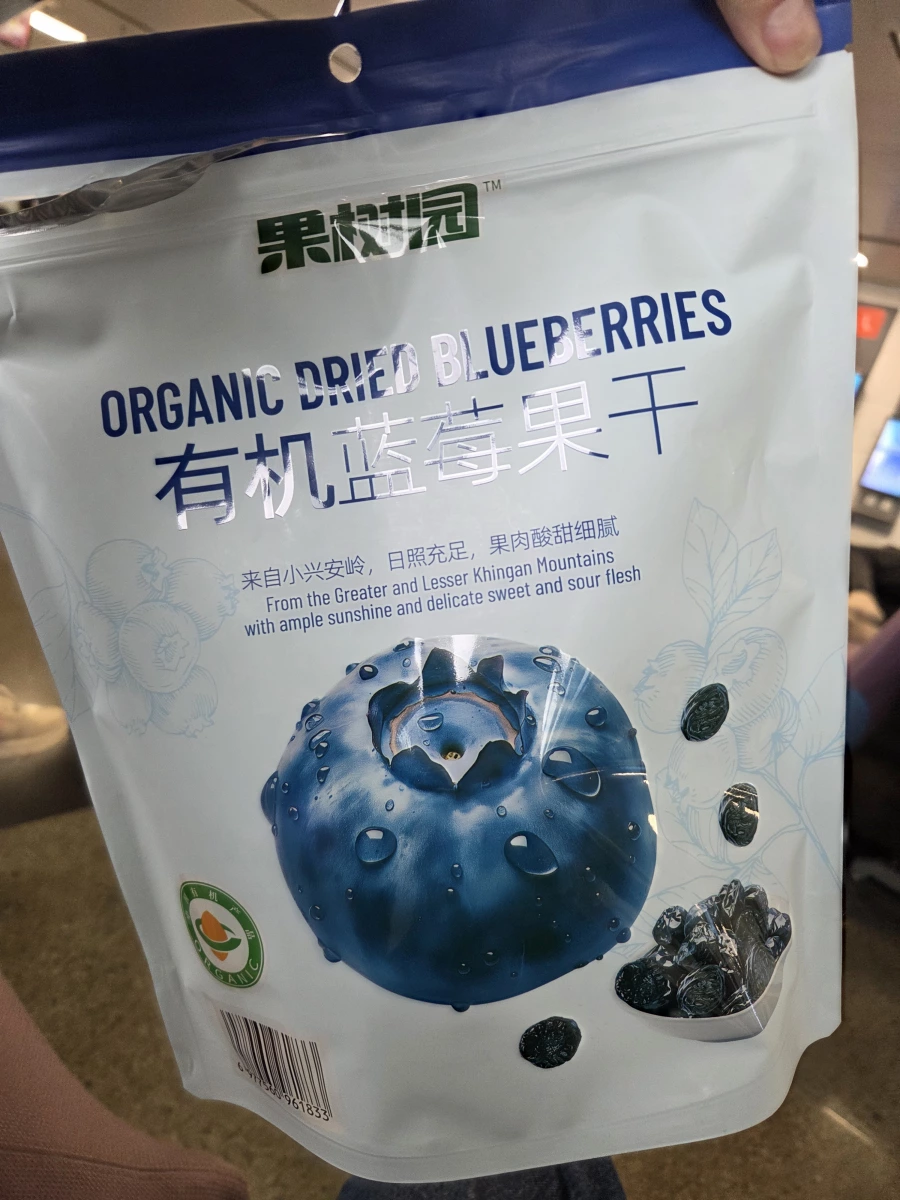 果树园™
ORGANIC DRIED BLUEBERRIES
有机蓝莓果干
来自小兴安岭，日照充足，果肉酸甜细腻
From the Greater and Lesser Khingan Mountains
with ample sunshine and delicate sweet and sour flesh
ORGANIC
961833